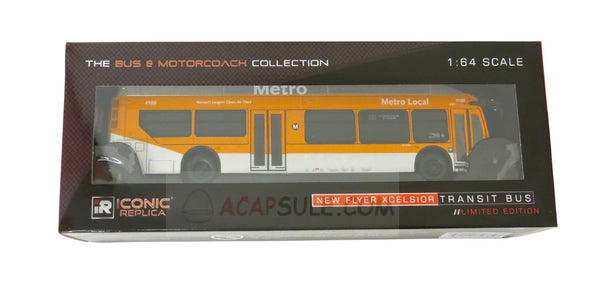 THE BUS & MOTORCOACH COLLECTION
1:64 SCALE
Metro
4188
Metro Local
M
iR ICONIC REPLICA
ACAPSULE.COM
NEW FLYER XCELSIOR TRANSIT BUS
//LIMITED EDITION